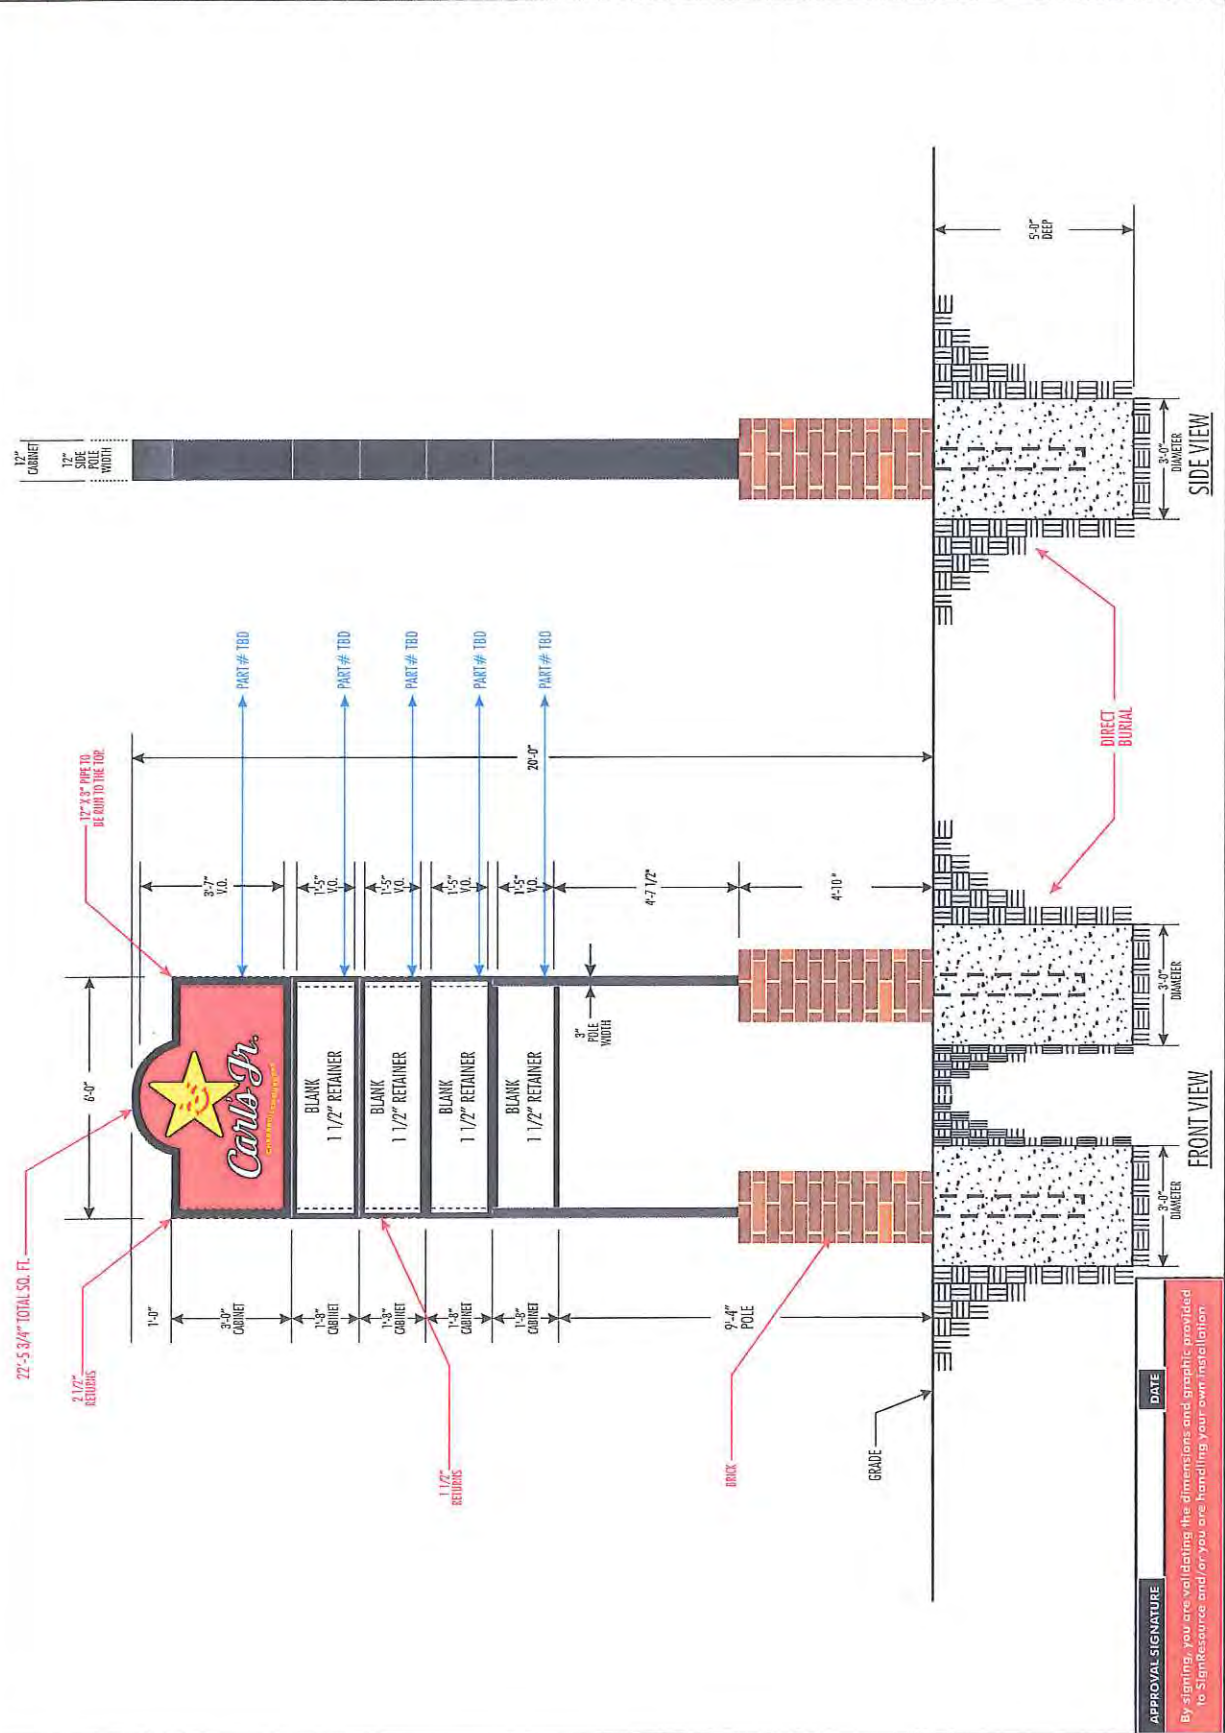 22'-5 3/4" TOTAL SQ. FT.
6'-0"
12" X 3" PIPE TO
BE RUN TO THE TOP.
12"
CABINET
12"
SIDE
POLE
WIDTH
2 1/2"
RETURNS
1'-0"
3'-0"
CABINET
1'-8"
CABINET
1'-8"
CABINET
1'-8"
CABINET
1'-8"
CABINET
9'-4"
POLE
1 1/2"
RETURNS
BRICK
GRADE
Carl's Jr.
BLANK
1 1/2" RETAINER
BLANK
1 1/2" RETAINER
BLANK
1 1/2" RETAINER
BLANK
1 1/2" RETAINER
3"
POLE
WIDTH
3'-7"
V.O.
1'-5"
V.O.
1'-5"
V.O.
1'-5"
V.O.
1'-5"
V.O.
4'-7 1/2"
4'-10"
20'-0"
PART# TBD
PART# TBD
PART# TBD
PART# TBD
PART# TBD
5'-0"
DEEP
DIRECT
BURIAL
3'-0"
DIAMETER
3'-0"
DIAMETER
3'-0"
DIAMETER
FRONT VIEW
SIDE VIEW
APPROVAL SIGNATURE
DATE
By signing, you are validating the dimensions and graphic provided
to SignResource and/or you are handling your own installation